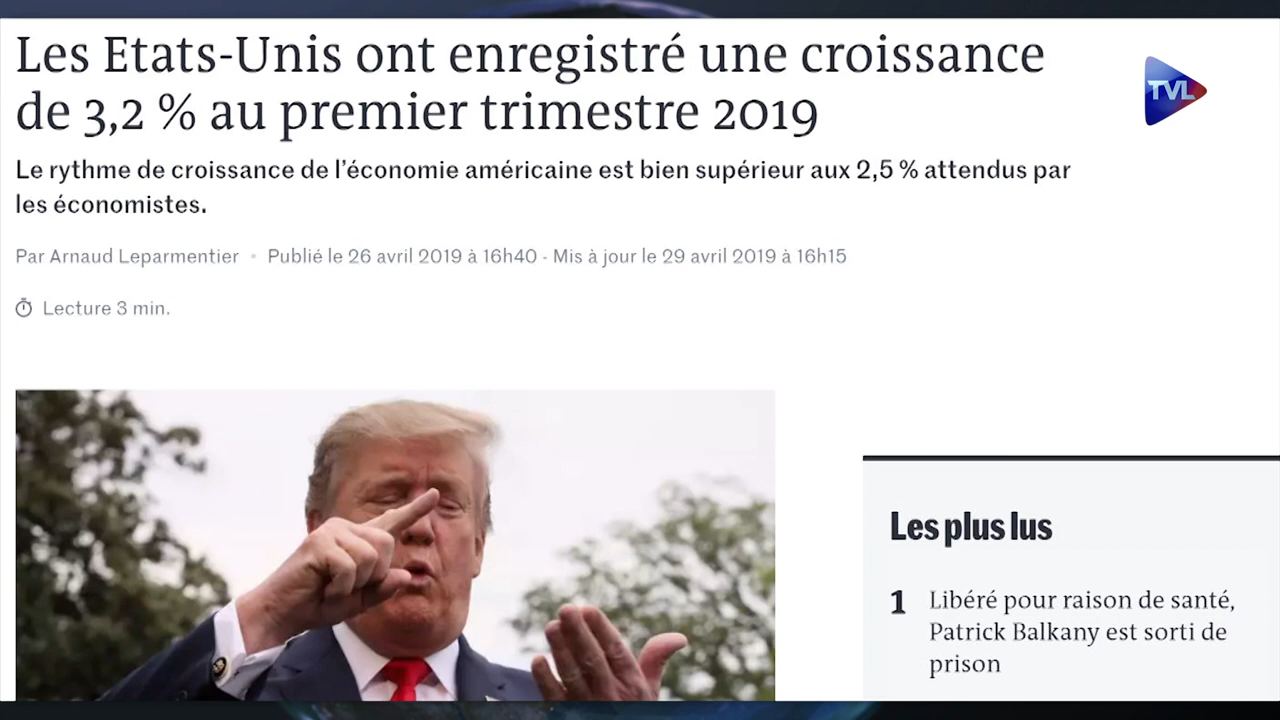 Les Etats-Unis ont enregistré une croissance
de 3,2 % au premier trimestre 2019
TVL
Le rythme de croissance de l’économie américaine est bien supérieur aux 2,5 % attendus par
les économistes.
Par Arnaud Leparmentier • Publié le 26 avril 2019 à 16h40 - Mis à jour le 29 avril 2019 à 16h15
Lecture 3 min.
Les plus lus
1 Libéré pour raison de santé,
Patrick Balkany est sorti de
prison